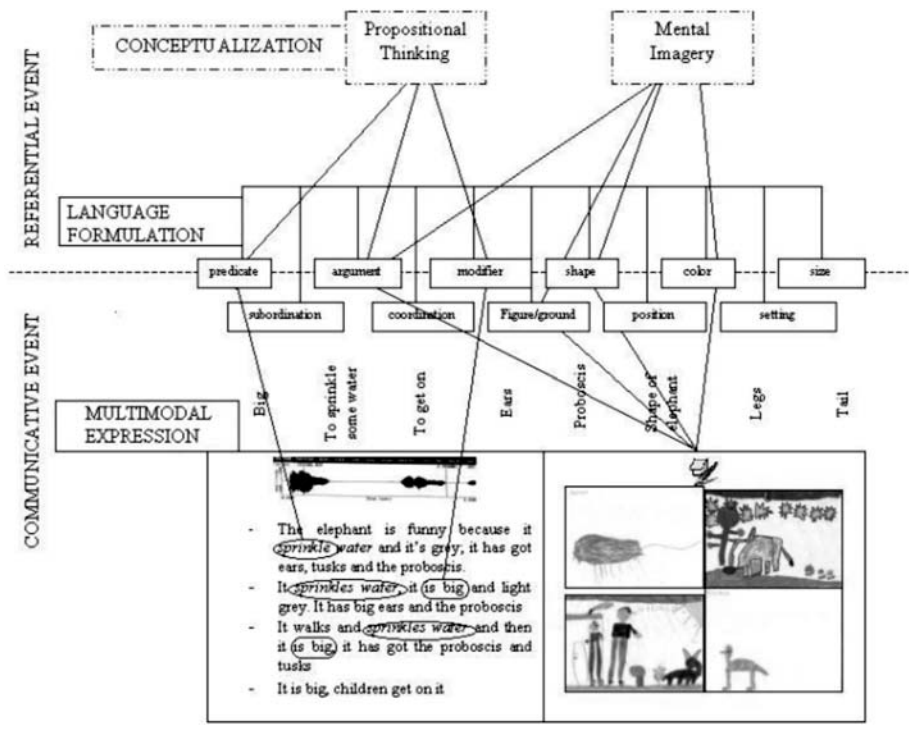 CONCEPTUALIZATION
Propositional
Thinking
Mental
Imagery
REFERENTIAL EVENT
LANGUAGE
FORMULATION
predicate
argument
modifier
shape
color
size
subordination
coordination
Figure/ground
position
setting
COMMUNICATIVE EVENT
MULTIMODAL
EXPRESSION
Big
To sprinkle
some water
To get on
Ears
Proboscis
Shape of
elephant
Legs
Tail
- The elephant is funny because it
sprinkle water and it's grey; it has got
ears, tusks and the proboscis.
- It sprinkles water, it is big and light
grey. It has big ears and the proboscis
- It walks and sprinkles water and then
it is big, it has got the proboscis and
tusks
- It is big, children get on it